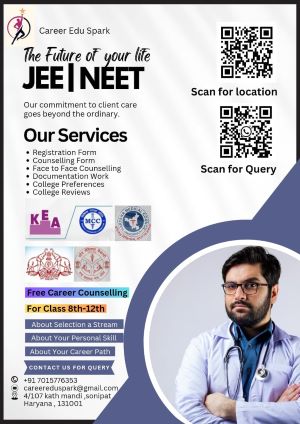 Career Edu Spark
The Future of your life
JEE|NEET
Our commitment to client care
goes beyond the ordinary.
Our Services
Registration Form
Counselling Form
Face to Face Counselling
Documentation Work
College Preferences
College Reviews
Scan for location
Scan for Query
KEA
MCC
Free Career Counselling
For Class 8th-12th
About Selection a Stream
About Your Personal Skill
About Your Career Path
CONTACT US FOR QUERY
+91 7015776353
careereduspark@gmail.com
4/107 kath mandi ,sonipat
Haryana , 131001